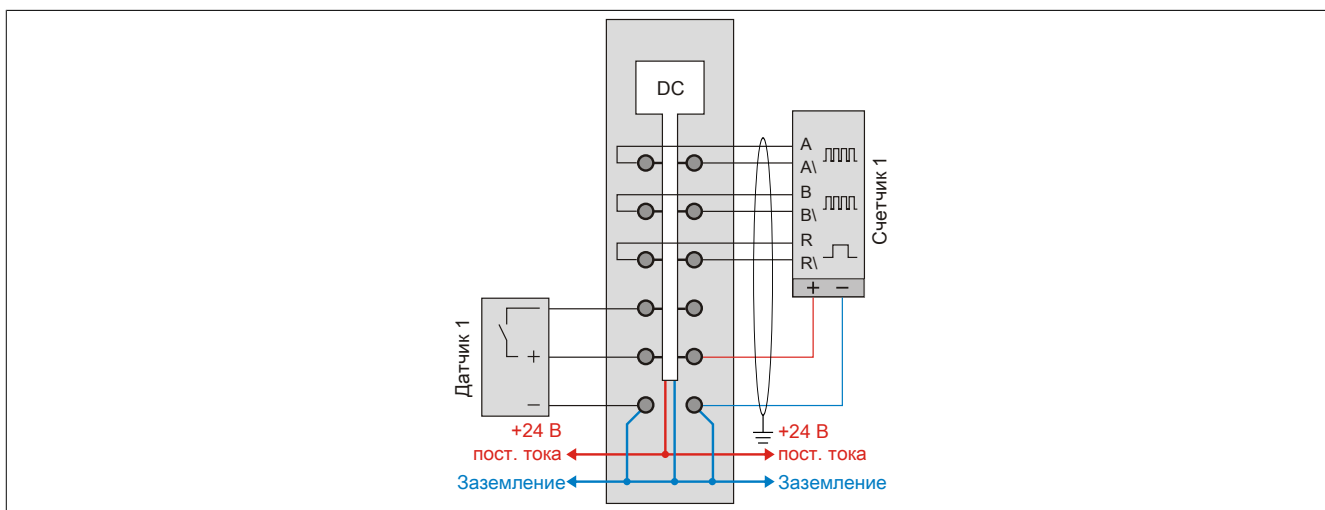 DC
A
A\
B
B\
R
R\
+ −
Счетчик 1
Датчик 1
+
−
+24 В
пост. тока
Заземление
+24 В
пост. тока
Заземление